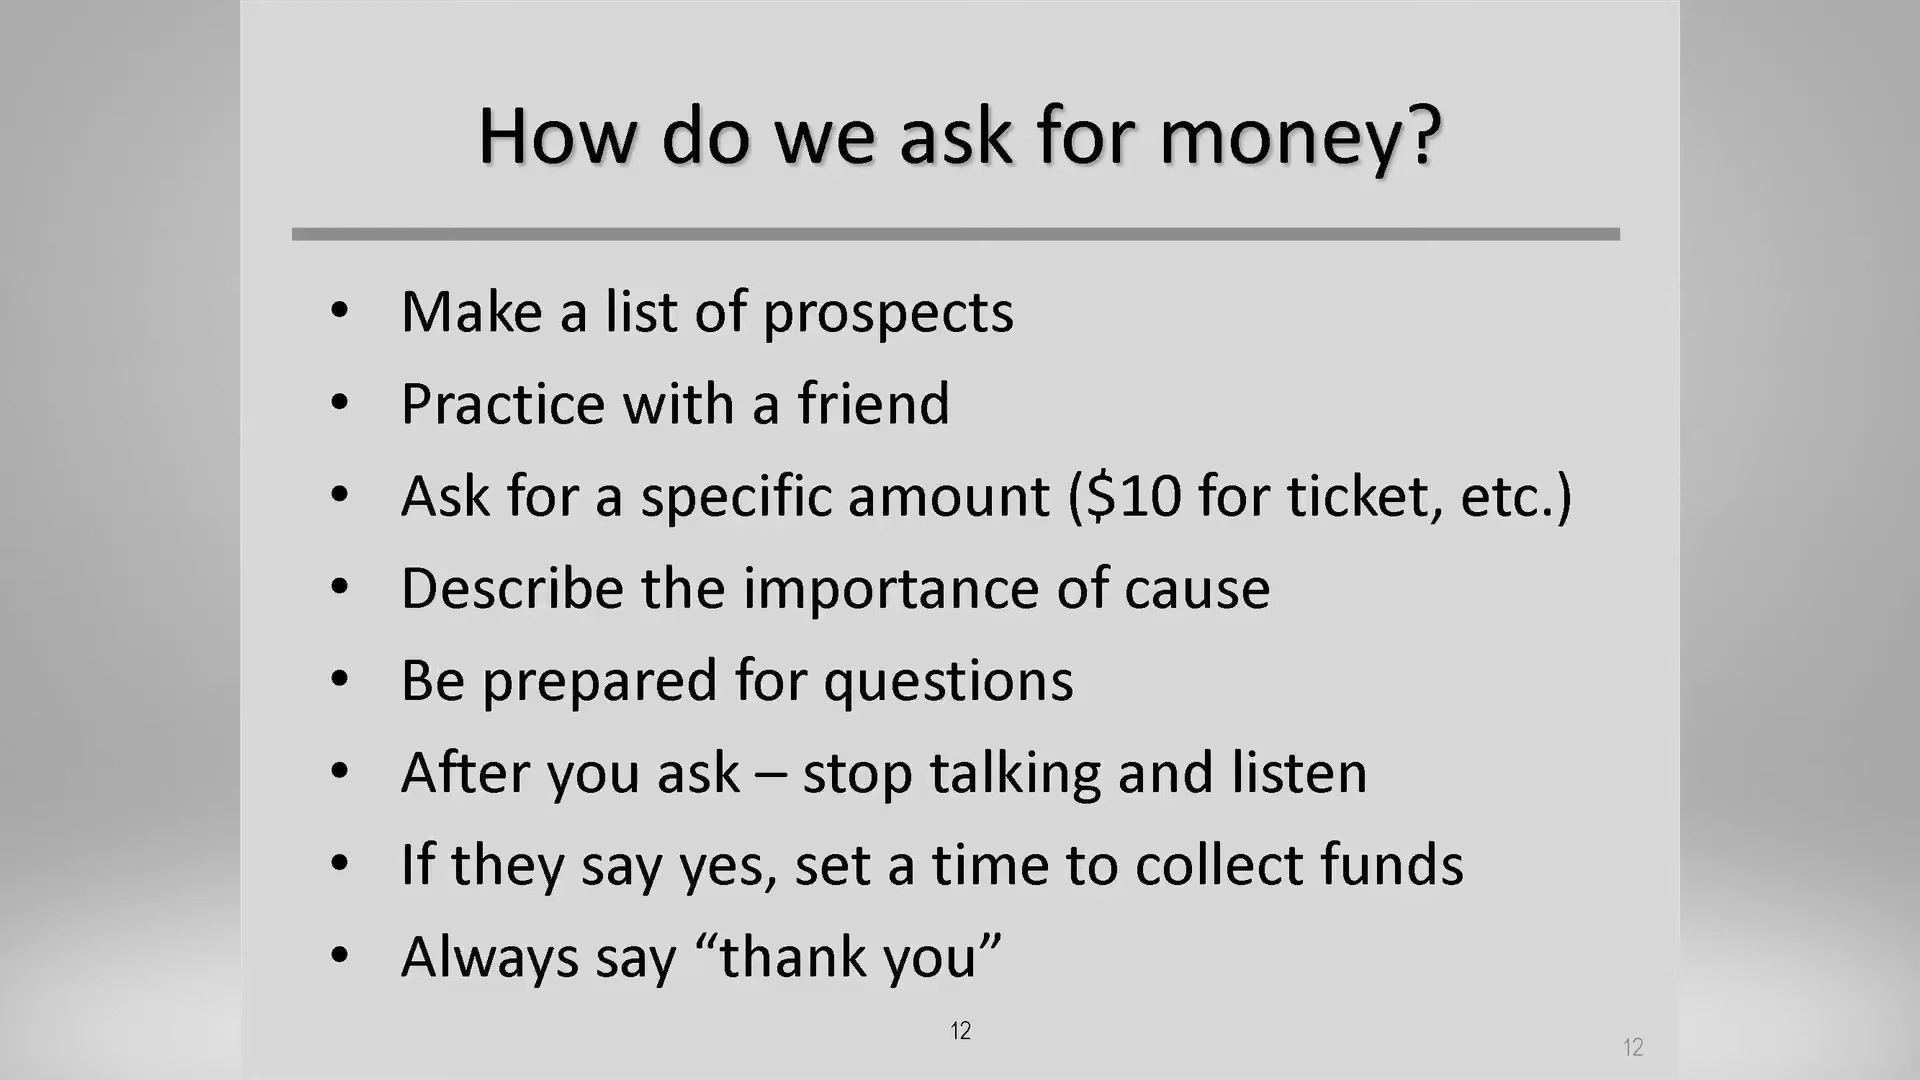 How do we ask for money?
• Make a list of prospects
• Practice with a friend
• Ask for a specific amount ($10 for ticket, etc.)
• Describe the importance of cause
• Be prepared for questions
• After you ask – stop talking and listen
• If they say yes, set a time to collect funds
• Always say “thank you”
12
12